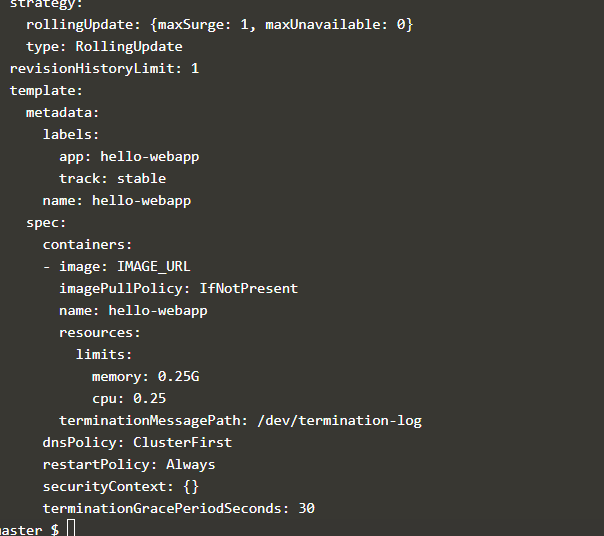 strategy:
rollingUpdate: {maxSurge: 1, maxUnavailable: 0}
type: RollingUpdate
revisionHistoryLimit: 1
template:
metadata:
labels:
app: hello-webapp
track: stable
name: hello-webapp
spec:
containers:
- image: IMAGE_URL
imagePullPolicy: IfNotPresent
name: hello-webapp
resources:
limits:
memory: 0.25G
cpu: 0.25
terminationMessagePath: /dev/termination-log
dnsPolicy: ClusterFirst
restartPolicy: Always
securityContext: {}
terminationGracePeriodSeconds: 30
master $